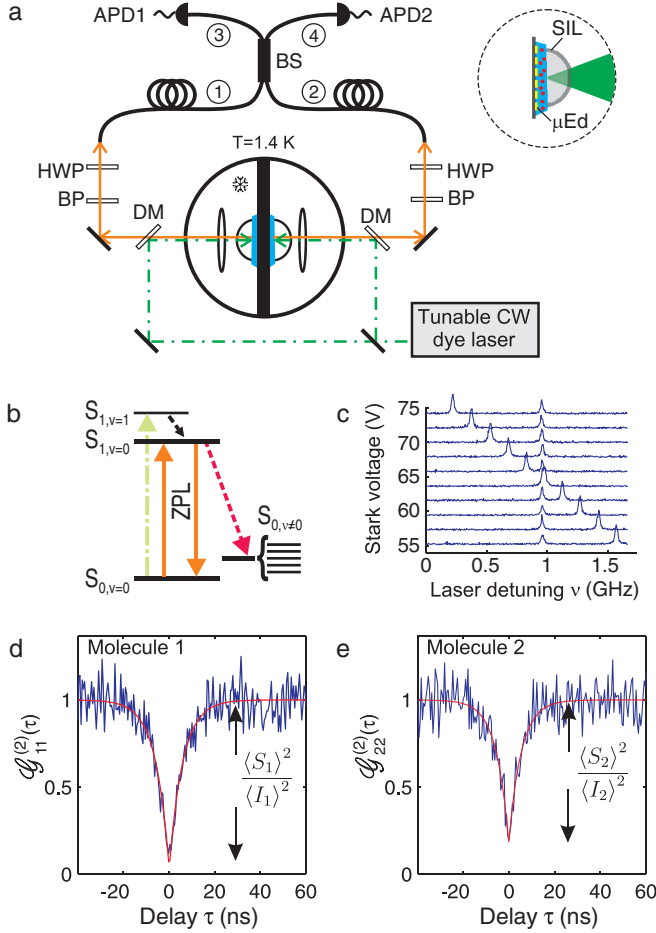 a
APD1
APD2
3
4
BS
1
2
SIL
μEd
T=1.4 K
HWP
HWP
BP
BP
DM
DM
Tunable CW
dye laser
b
S1,ν=1
S1,ν=0
ZPL
S0,ν≠0
S0,ν=0
c
Stark voltage (V)
75
70
65
60
55
0
0.5
1
1.5
Laser detuning ν (GHz)
d
Molecule 1
𝒢11(2)(τ)
1
0.5
0
⟨S1⟩2
⟨I1⟩2
-20
0
20
40
60
Delay τ (ns)
e
Molecule 2
𝒢22(2)(τ)
1
0.5
0
⟨S2⟩2
⟨I2⟩2
-20
0
20
40
60
Delay τ (ns)